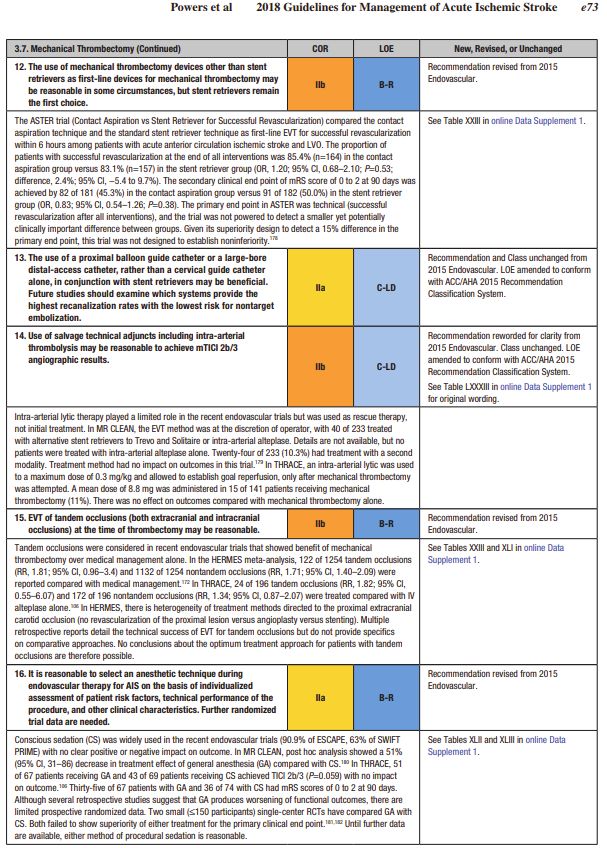 Powers et al 2018 Guidelines for Management of Acute Ischemic Stroke e73
3.7. Mechanical Thrombectomy (Continued) COR LOE New, Revised, or Unchanged
12. The use of mechanical thrombectomy devices other than stent
retrievers as first-line devices for mechanical thrombectomy may
be reasonable in some circumstances, but stent retrievers remain
the first choice.
IIb
B-R
Recommendation revised from 2015
Endovascular.
The ASTER trial (Contact Aspiration vs Stent Retriever for Successful Revascularization) compared the contact
aspiration technique and the standard stent retriever technique as first-line EVT for successful revascularization
within 6 hours among patients with acute anterior circulation ischemic stroke and LVO. The proportion of
patients with successful revascularization at the end of all interventions was 85.4% (n=164) in the contact
aspiration group versus 83.1% (n=157) in the stent retriever group (OR, 1.20; 95% CI, 0.68–2.10; P=0.53;
difference, 2.4%; 95% CI, −5.4 to 9.7%). The secondary clinical end point of mRS score of 0 to 2 at 90 days was
achieved by 82 of 181 (45.3%) in the contact aspiration group versus 91 of 182 (50.0%) in the stent retriever
group (OR, 0.83; 95% CI, 0.54–1.26; P=0.38). The primary end point in ASTER was technical (successful
revascularization after all interventions), and the trial was not powered to detect a smaller yet potentially
clinically important difference between groups. Given its superiority design to detect a 15% difference in the
primary end point, this trial was not designed to establish noninferiority.178
See Table XXIII in online Data Supplement 1.
13. The use of a proximal balloon guide catheter or a large-bore
distal-access catheter, rather than a cervical guide catheter
alone, in conjunction with stent retrievers may be beneficial.
Future studies should examine which systems provide the
highest recanalization rates with the lowest risk for nontarget
embolization.
IIa
C-LD
Recommendation and Class unchanged from
2015 Endovascular. LOE amended to conform
with ACC/AHA 2015 Recommendation
Classification System.
14. Use of salvage technical adjuncts including intra-arterial
thrombolysis may be reasonable to achieve mTICI 2b/3
angiographic results.
IIb
C-LD
Recommendation reworded for clarity from
2015 Endovascular. Class unchanged. LOE
amended to conform with ACC/AHA 2015
Recommendation Classification System.
See Table LXXXIII in online Data Supplement 1
for original wording.
Intra-arterial lytic therapy played a limited role in the recent endovascular trials but was used as rescue therapy,
not initial treatment. In MR CLEAN, the EVT method was at the discretion of operator, with 40 of 233 treated
with alternative stent retrievers to Trevo and Solitaire or intra-arterial alteplase. Details are not available, but no
patients were treated with intra-arterial alteplase alone. Twenty-four of 233 (10.3%) had treatment with a second
modality. Treatment method had no impact on outcomes in this trial.179 In THRACE, an intra-arterial lytic was used
to a maximum dose of 0.3 mg/kg and allowed to establish goal reperfusion, only after mechanical thrombectomy
was attempted. A mean dose of 8.8 mg was administered in 15 of 141 patients receiving mechanical
thrombectomy (11%). There was no effect on outcomes compared with mechanical thrombectomy alone.
15. EVT of tandem occlusions (both extracranial and intracranial
occlusions) at the time of thrombectomy may be reasonable.
IIb
B-R
Recommendation revised from 2015
Endovascular.
Tandem occlusions were considered in recent endovascular trials that showed benefit of mechanical
thrombectomy over medical management alone. In the HERMES meta-analysis, 122 of 1254 tandem occlusions
(RR, 1.81; 95% CI, 0.96–3.4) and 1132 of 1254 nontandem occlusions (RR, 1.71; 95% CI, 1.40–2.09) were
reported compared with medical management.172 In THRACE, 24 of 196 tandem occlusions (RR, 1.82; 95% CI,
0.55–6.07) and 172 of 196 nontandem occlusions (RR, 1.34; 95% CI, 0.87–2.07) were treated compared with IV
alteplase alone.106 In HERMES, there is heterogeneity of treatment methods directed to the proximal extracranial
carotid occlusion (no revascularization of the proximal lesion versus angioplasty versus stenting). Multiple
retrospective reports detail the technical success of EVT for tandem occlusions but do not provide specifics
on comparative approaches. No conclusions about the optimum treatment approach for patients with tandem
occlusions are therefore possible.
See Tables XXIII and XLI in online Data
Supplement 1.
16. It is reasonable to select an anesthetic technique during
endovascular therapy for AIS on the basis of individualized
assessment of patient risk factors, technical performance of the
procedure, and other clinical characteristics. Further randomized
trial data are needed.
IIa
B-R
Recommendation revised from 2015
Endovascular.
Conscious sedation (CS) was widely used in the recent endovascular trials (90.9% of ESCAPE, 63% of SWIFT
PRIME) with no clear positive or negative impact on outcome. In MR CLEAN, post hoc analysis showed a 51%
(95% CI, 31–86) decrease in treatment effect of general anesthesia (GA) compared with CS.180 In THRACE, 51
of 67 patients receiving GA and 43 of 69 patients receiving CS achieved TICI 2b/3 (P=0.059) with no impact
on outcome.106 Thirty-five of 67 patients with GA and 36 of 74 with CS had mRS scores of 0 to 2 at 90 days.
Although several retrospective studies suggest that GA produces worsening of functional outcomes, there are
limited prospective randomized data. Two small (≤150 participants) single-center RCTs have compared GA with
CS. Both failed to show superiority of either treatment for the primary clinical end point.181,182 Until further data
are available, either method of procedural sedation is reasonable.
See Tables XLII and XLIII in online Data
Supplement 1.